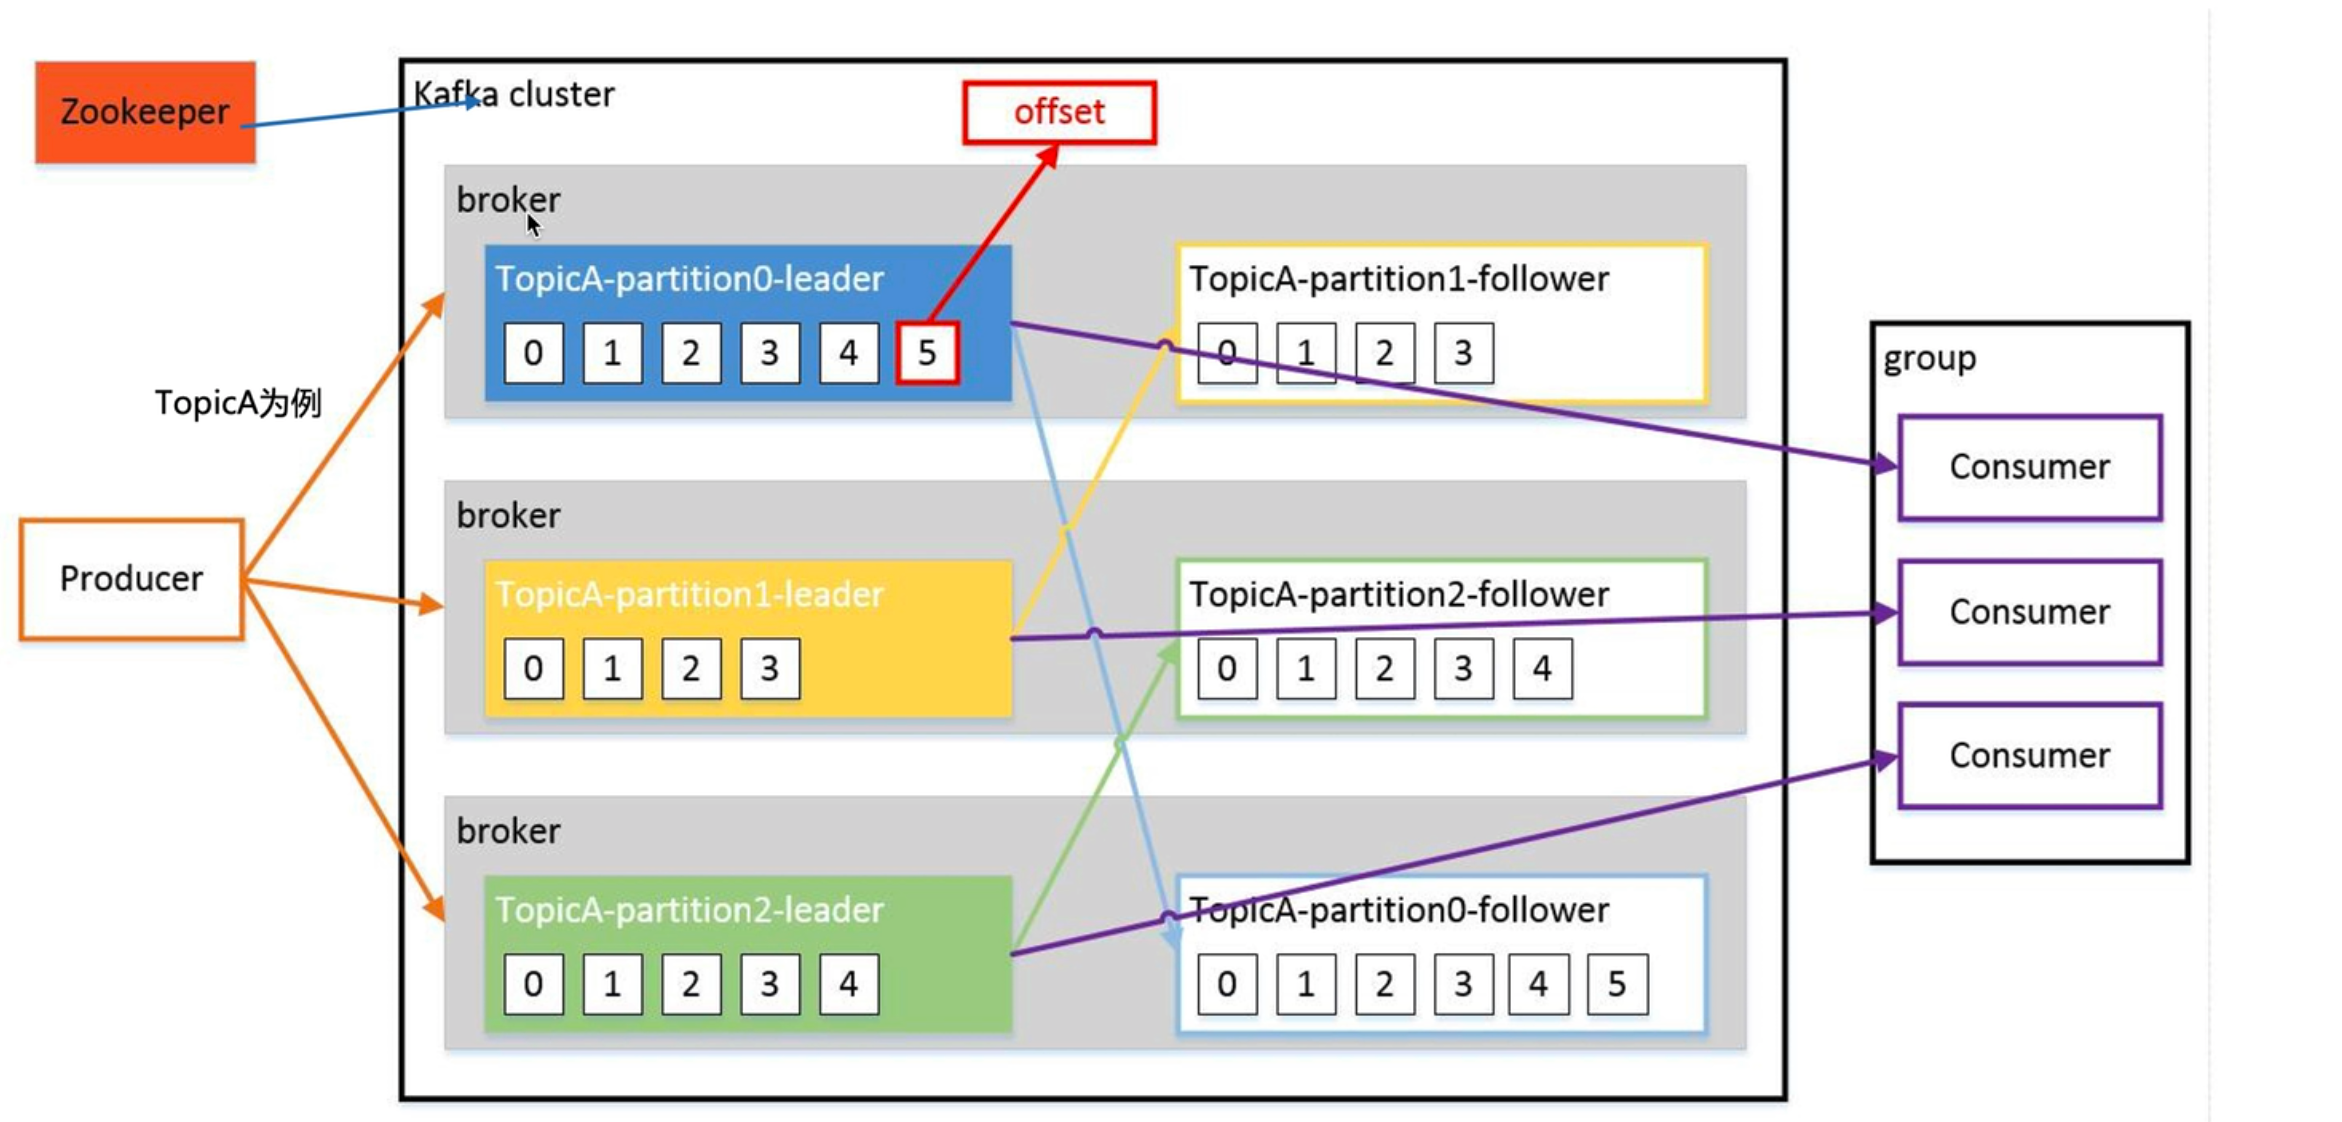 Zookeeper
Kafka cluster
offset
broker
TopicA-partition0-leader
0 1 2 3 4 5
TopicA-partition1-follower
0 1 2 3
TopicA为例
broker
TopicA-partition1-leader
0 1 2 3
TopicA-partition2-follower
0 1 2 3 4
Producer
broker
TopicA-partition2-leader
0 1 2 3 4
TopicA-partition0-follower
0 1 2 3 4 5
group
Consumer
Consumer
Consumer